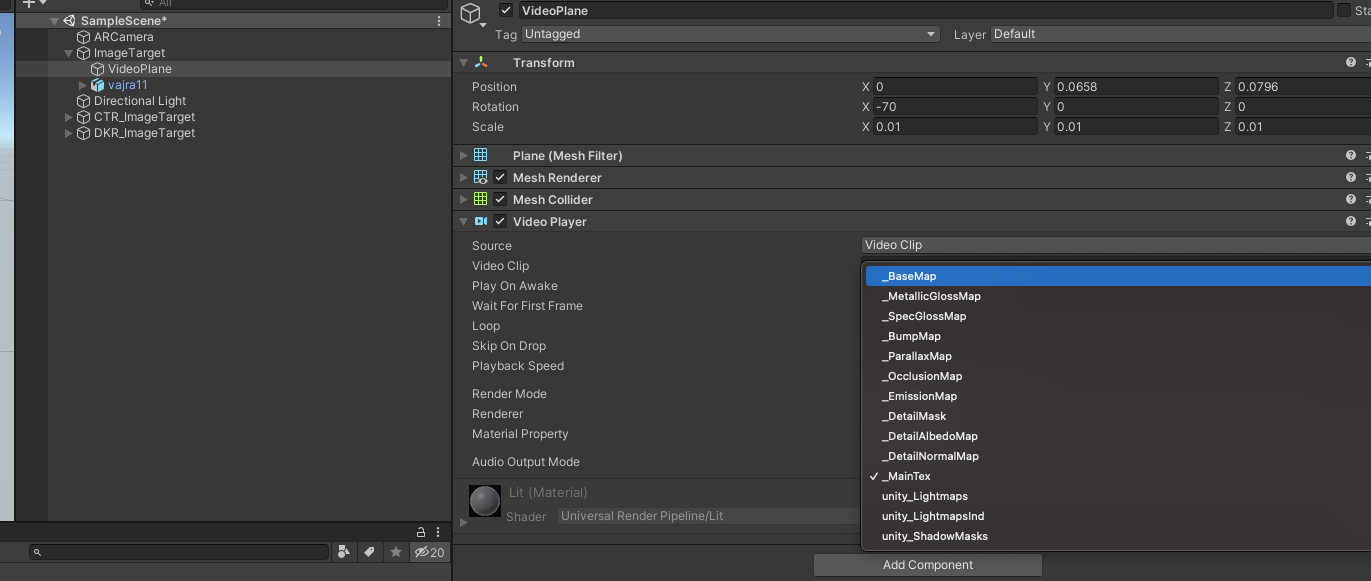 SampleScene*
All
ARCamera
ImageTarget
VideoPlane
vajra11
Directional Light
CTR_ImageTarget
DKR_ImageTarget
20
VideoPlane
Sta
Tag Untagged Layer Default
Transform
Position X 0 Y 0.0658 Z 0.0796
Rotation X -70 Y 0 Z 0
Scale X 0.01 Y 0.01 Z 0.01
Plane (Mesh Filter)
Mesh Renderer
Mesh Collider
Video Player
Source Video Clip
Video Clip
Play On Awake
Wait For First Frame
Loop
Skip On Drop
Playback Speed
Render Mode
Renderer
Material Property
Audio Output Mode
_BaseMap
_MetallicGlossMap
_SpecGlossMap
_BumpMap
_ParallaxMap
_OcclusionMap
_EmissionMap
_DetailMask
_DetailAlbedoMap
_DetailNormalMap
_MainTex
unity_Lightmaps
unity_LightmapsInd
unity_ShadowMasks
Lit (Material)
Shader Universal Render Pipeline/Lit
Add Component